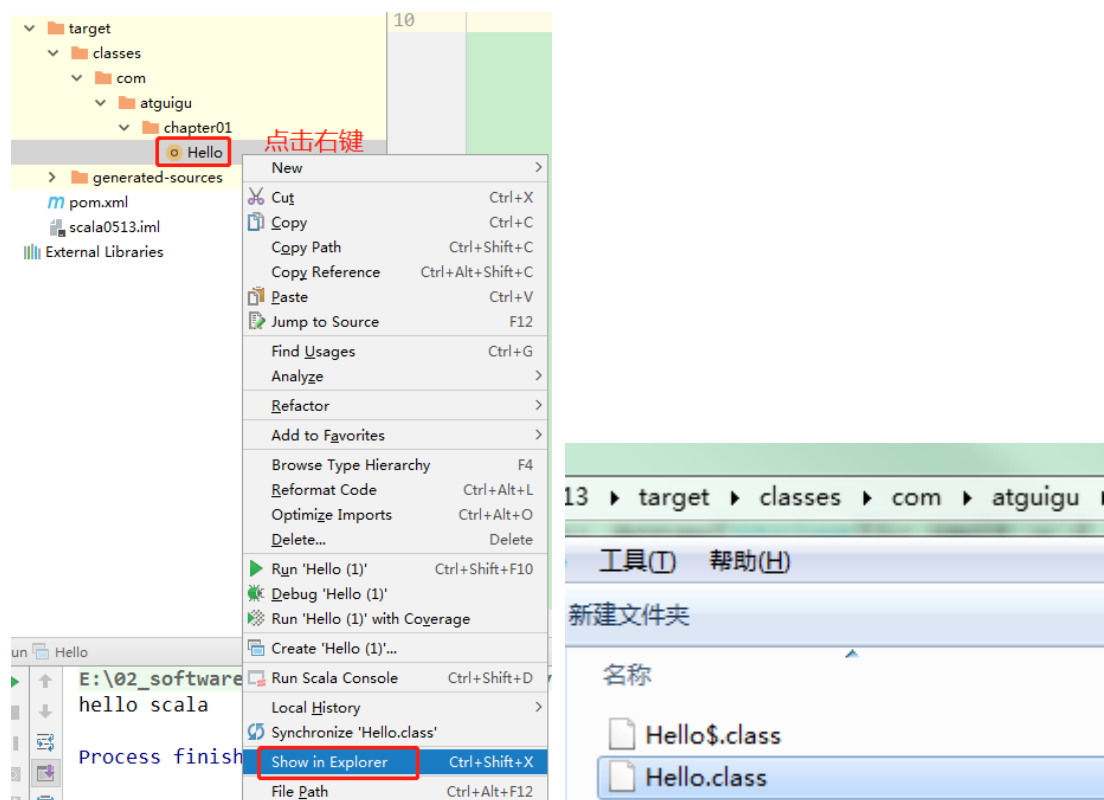 target
10
classes
com
atguigu
chapter01
Hello
点击右键
generated-sources
pom.xml
scala0513.iml
External Libraries
New
Cut Ctrl+X
Copy Ctrl+C
Copy Path Ctrl+Shift+C
Copy Reference Ctrl+Alt+Shift+C
Paste Ctrl+V
Jump to Source F12
Find Usages Ctrl+G
Analyze
Refactor
Add to Favorites
Browse Type Hierarchy F4
Reformat Code Ctrl+Alt+L
Optimize Imports Ctrl+Alt+O
Delete... Delete
Run 'Hello (1)' Ctrl+Shift+F10
Debug 'Hello (1)'
Run 'Hello (1)' with Coverage
Create 'Hello (1)'...
Run Scala Console Ctrl+Shift+D
Local History
Synchronize 'Hello.class'
Show in Explorer Ctrl+Shift+X
File Path Ctrl+Alt+F12
un Hello
E:\02_software
hello scala
Process finish
13 target classes com atguigu
工具(T) 帮助(H)
新建文件夹
名称
Hello$.class
Hello.class